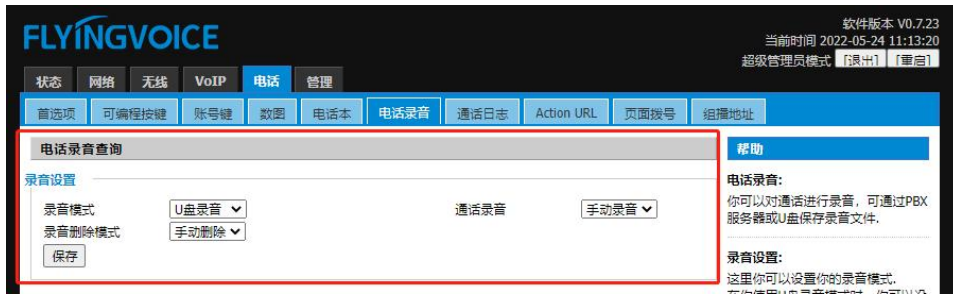 FLYINGVOICE
软件版本 V0.7.23
当前时间 2022-05-24 11:13:20
超级管理员模式 [退出] [重启]
状态 网络 无线 VoIP 电话 管理
首选项 可编程按键 账号键 数图 电话本 电话录音 通话日志 Action URL 页面拨号 组播地址
电话录音查询
录音设置
录音模式 U盘录音 通话录音 手动录音
录音删除模式 手动删除
保存
帮助
电话录音:
你可以对通话进行录音，可通过PBX
服务器或U盘保存录音文件.
录音设置:
这里你可以设置你的录音模式.